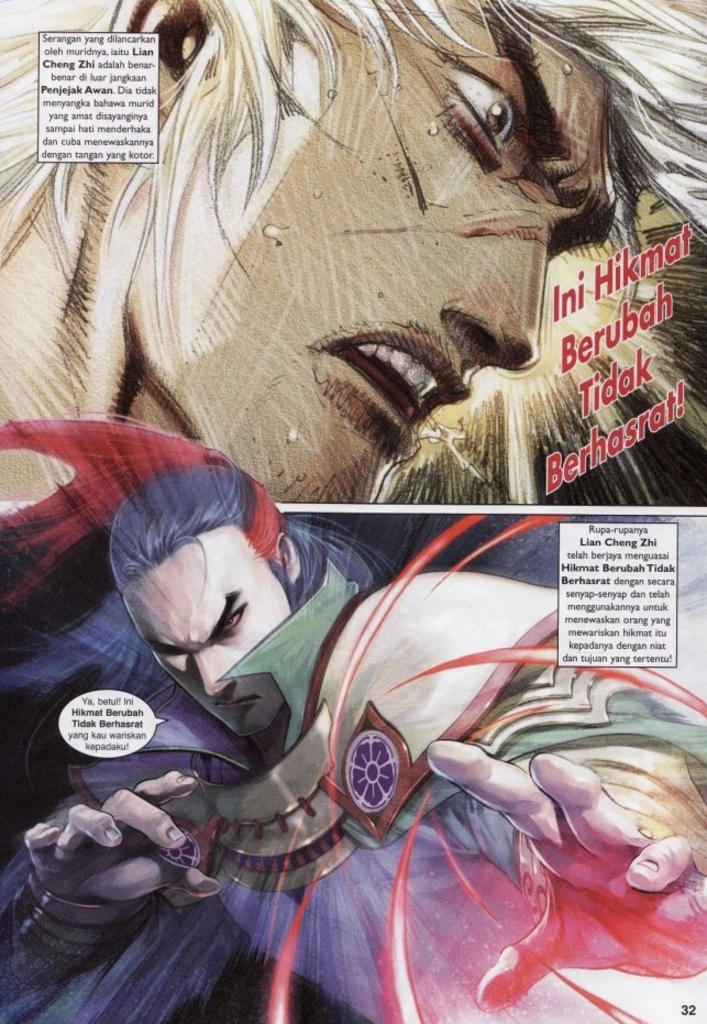 Serangan yang dilancarkan
oleh muridnya, iaitu Lian
Cheng Zhi adalah benar-
benar di luar jangkaan
Penjejak Awan. Dia tidak
menyangka bahawa murid
yang amat disayanginya
sampai hati menderhaka
dan cuba menewaskannya
dengan tangan yang kotor.
Ini Hikmat
Berubah
Tidak
Berhasrat!
Rupa-rupanya
Lian Cheng Zhi
telah berjaya menguasai
Hikmat Berubah Tidak
Berhasrat dengan secara
senyap-senyap dan telah
menggunakannya untuk
menewaskan orang yang
mewariskan hikmat itu
kepadanya dengan niat
dan tujuan yang tertentu!
Ya, betul! Ini
Hikmat Berubah
Tidak Berhasrat
yang kau wariskan
kepadaku!
32